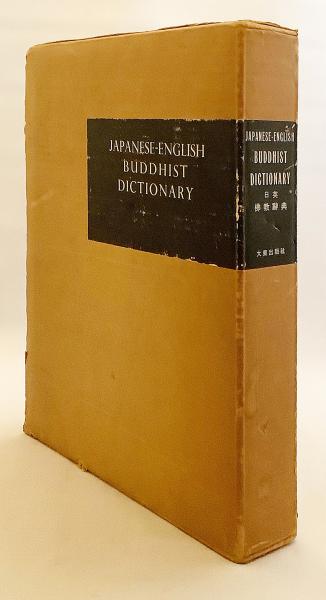 JAPANESE-ENGLISH
BUDDHIST
DICTIONARY
JAPANESE-ENGLISH
BUDDHIST
DICTIONARY
日英
佛教辭典
大東出版社